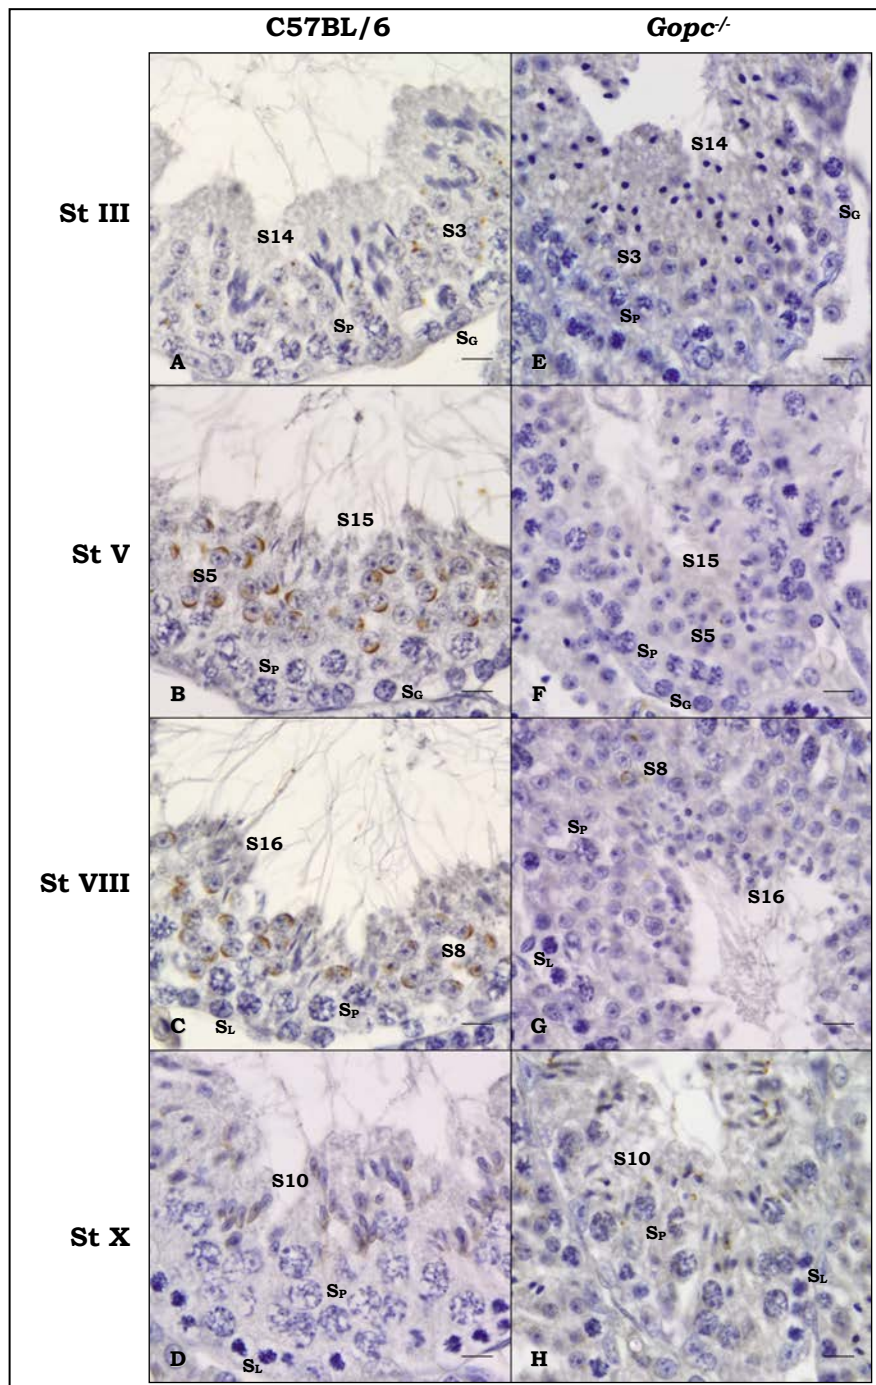 C57BL/6 Gopc-/-
St III
S14
S3
SP
SG
A
S14
SG
S3
SP
E
St V
S15
S5
SP
SG
B
S15
S5
SP
SG
F
St VIII
S16
S8
SP
SL
C
S8
SP
S16
SL
G
St X
S10
SP
SL
D
S10
SP
SL
H